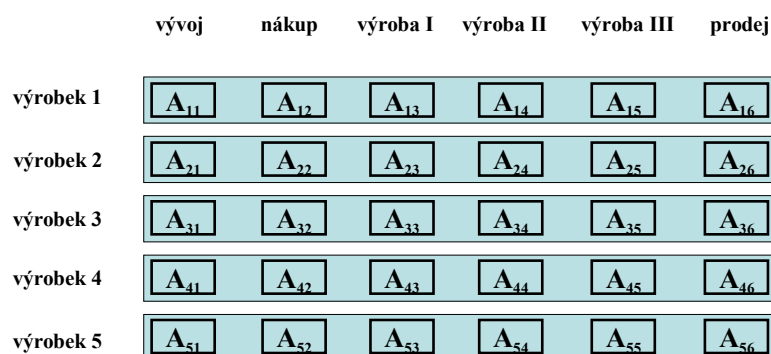 vývoj nákup výroba I výroba II výroba III prodej
výrobek 1 A11 A12 A13 A14 A15 A16
výrobek 2 A21 A22 A23 A24 A25 A26
výrobek 3 A31 A32 A33 A34 A35 A36
výrobek 4 A41 A42 A43 A44 A45 A46
výrobek 5 A51 A52 A53 A54 A55 A56